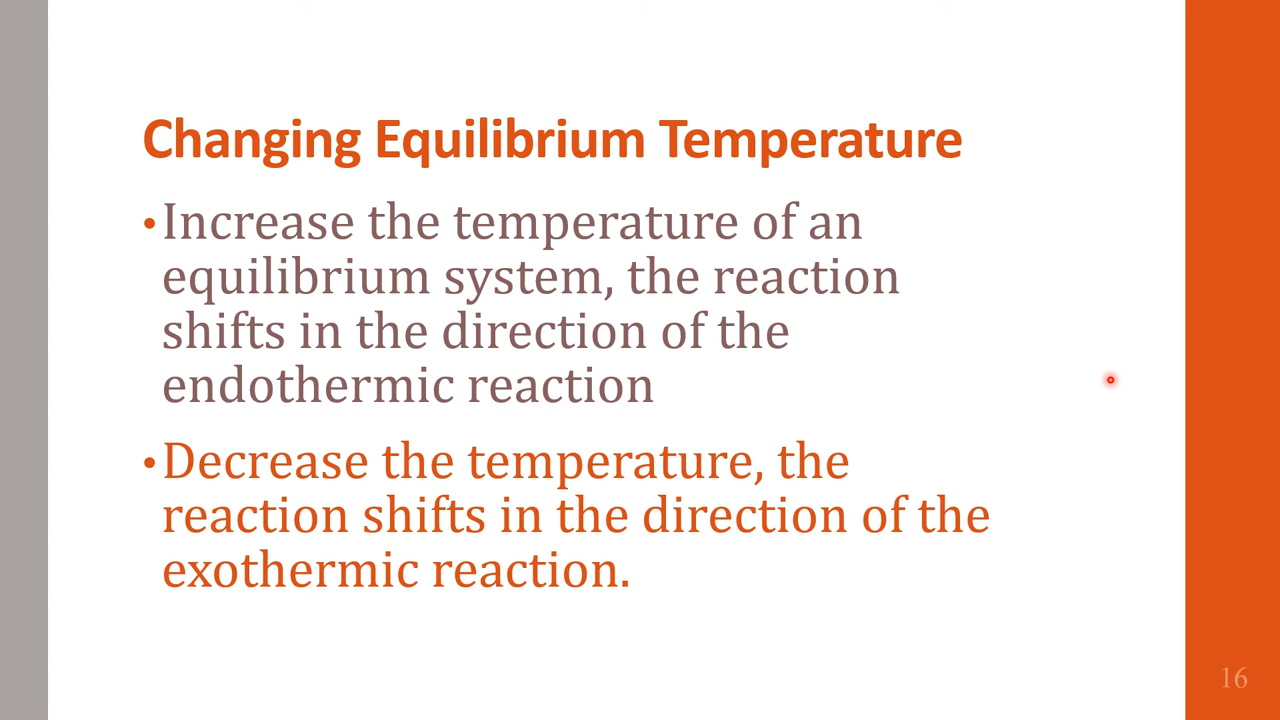 Changing Equilibrium Temperature
•Increase the temperature of an
equilibrium system, the reaction
shifts in the direction of the
endothermic reaction
•Decrease the temperature, the
reaction shifts in the direction of the
exothermic reaction.
16